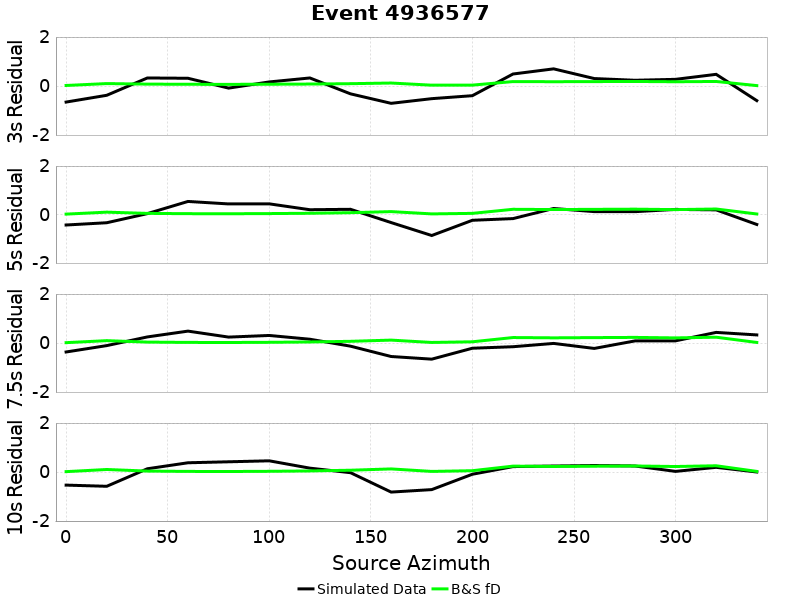 Event 4936577
3s Residual
2
0
-2
5s Residual
2
0
-2
7.5s Residual
2
0
-2
10s Residual
2
0
-2
0 50 100 150 200 250 300
Source Azimuth
Simulated Data B&S fD